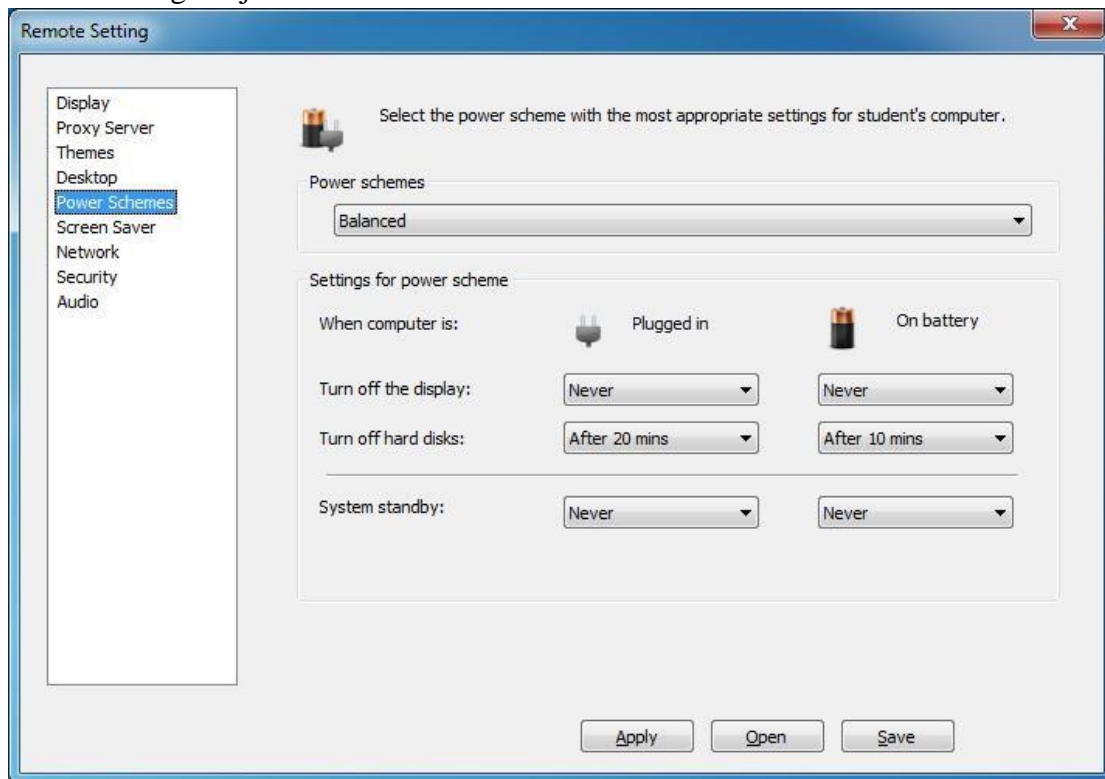 Remote Setting
Display
Proxy Server
Themes
Desktop
Power Schemes
Screen Saver
Network
Security
Audio
Select the power scheme with the most appropriate settings for student's computer.
Power schemes
Balanced
Settings for power scheme
When computer is: Plugged in On battery
Turn off the display: Never Never
Turn off hard disks: After 20 mins After 10 mins
System standby: Never Never
Apply Open Save